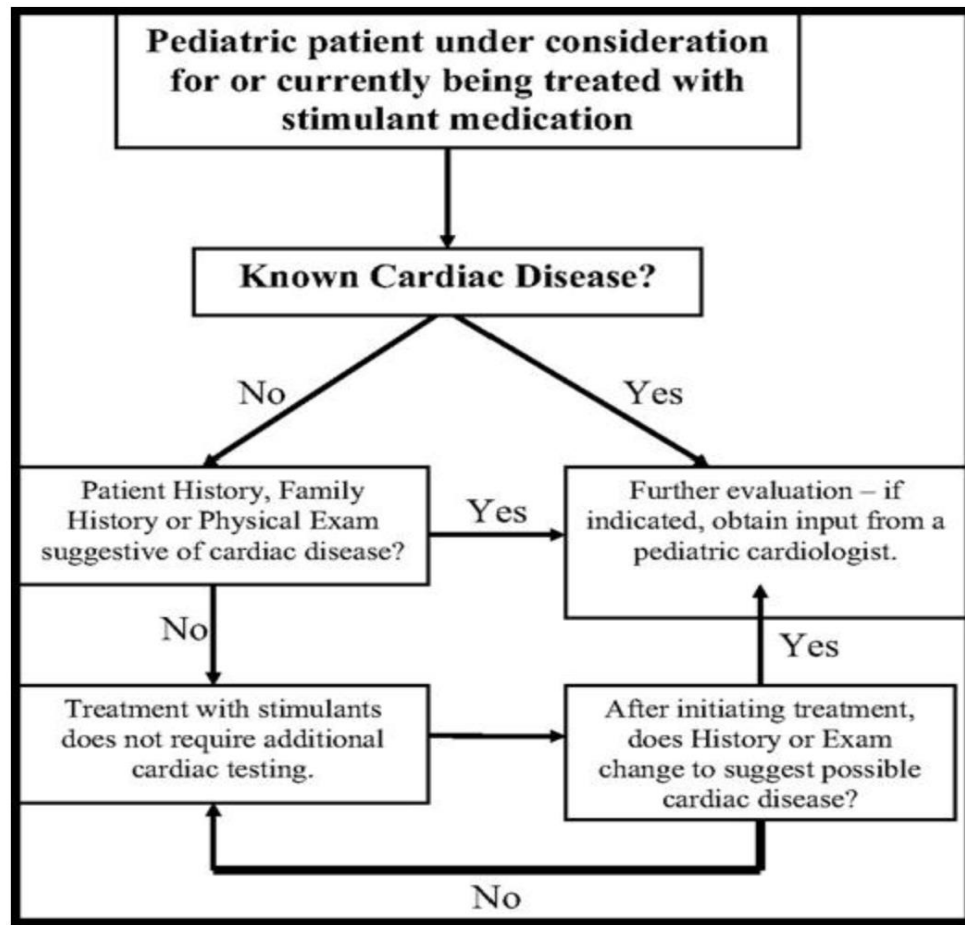 Pediatric patient under consideration
for or currently being treated with
stimulant medication
Known Cardiac Disease?
No
Yes
Patient History, Family
History or Physical Exam
suggestive of cardiac disease?
Yes
Further evaluation – if
indicated, obtain input from a
pediatric cardiologist.
No
Yes
Treatment with stimulants
does not require additional
cardiac testing.
After initiating treatment,
does History or Exam
change to suggest possible
cardiac disease?
No